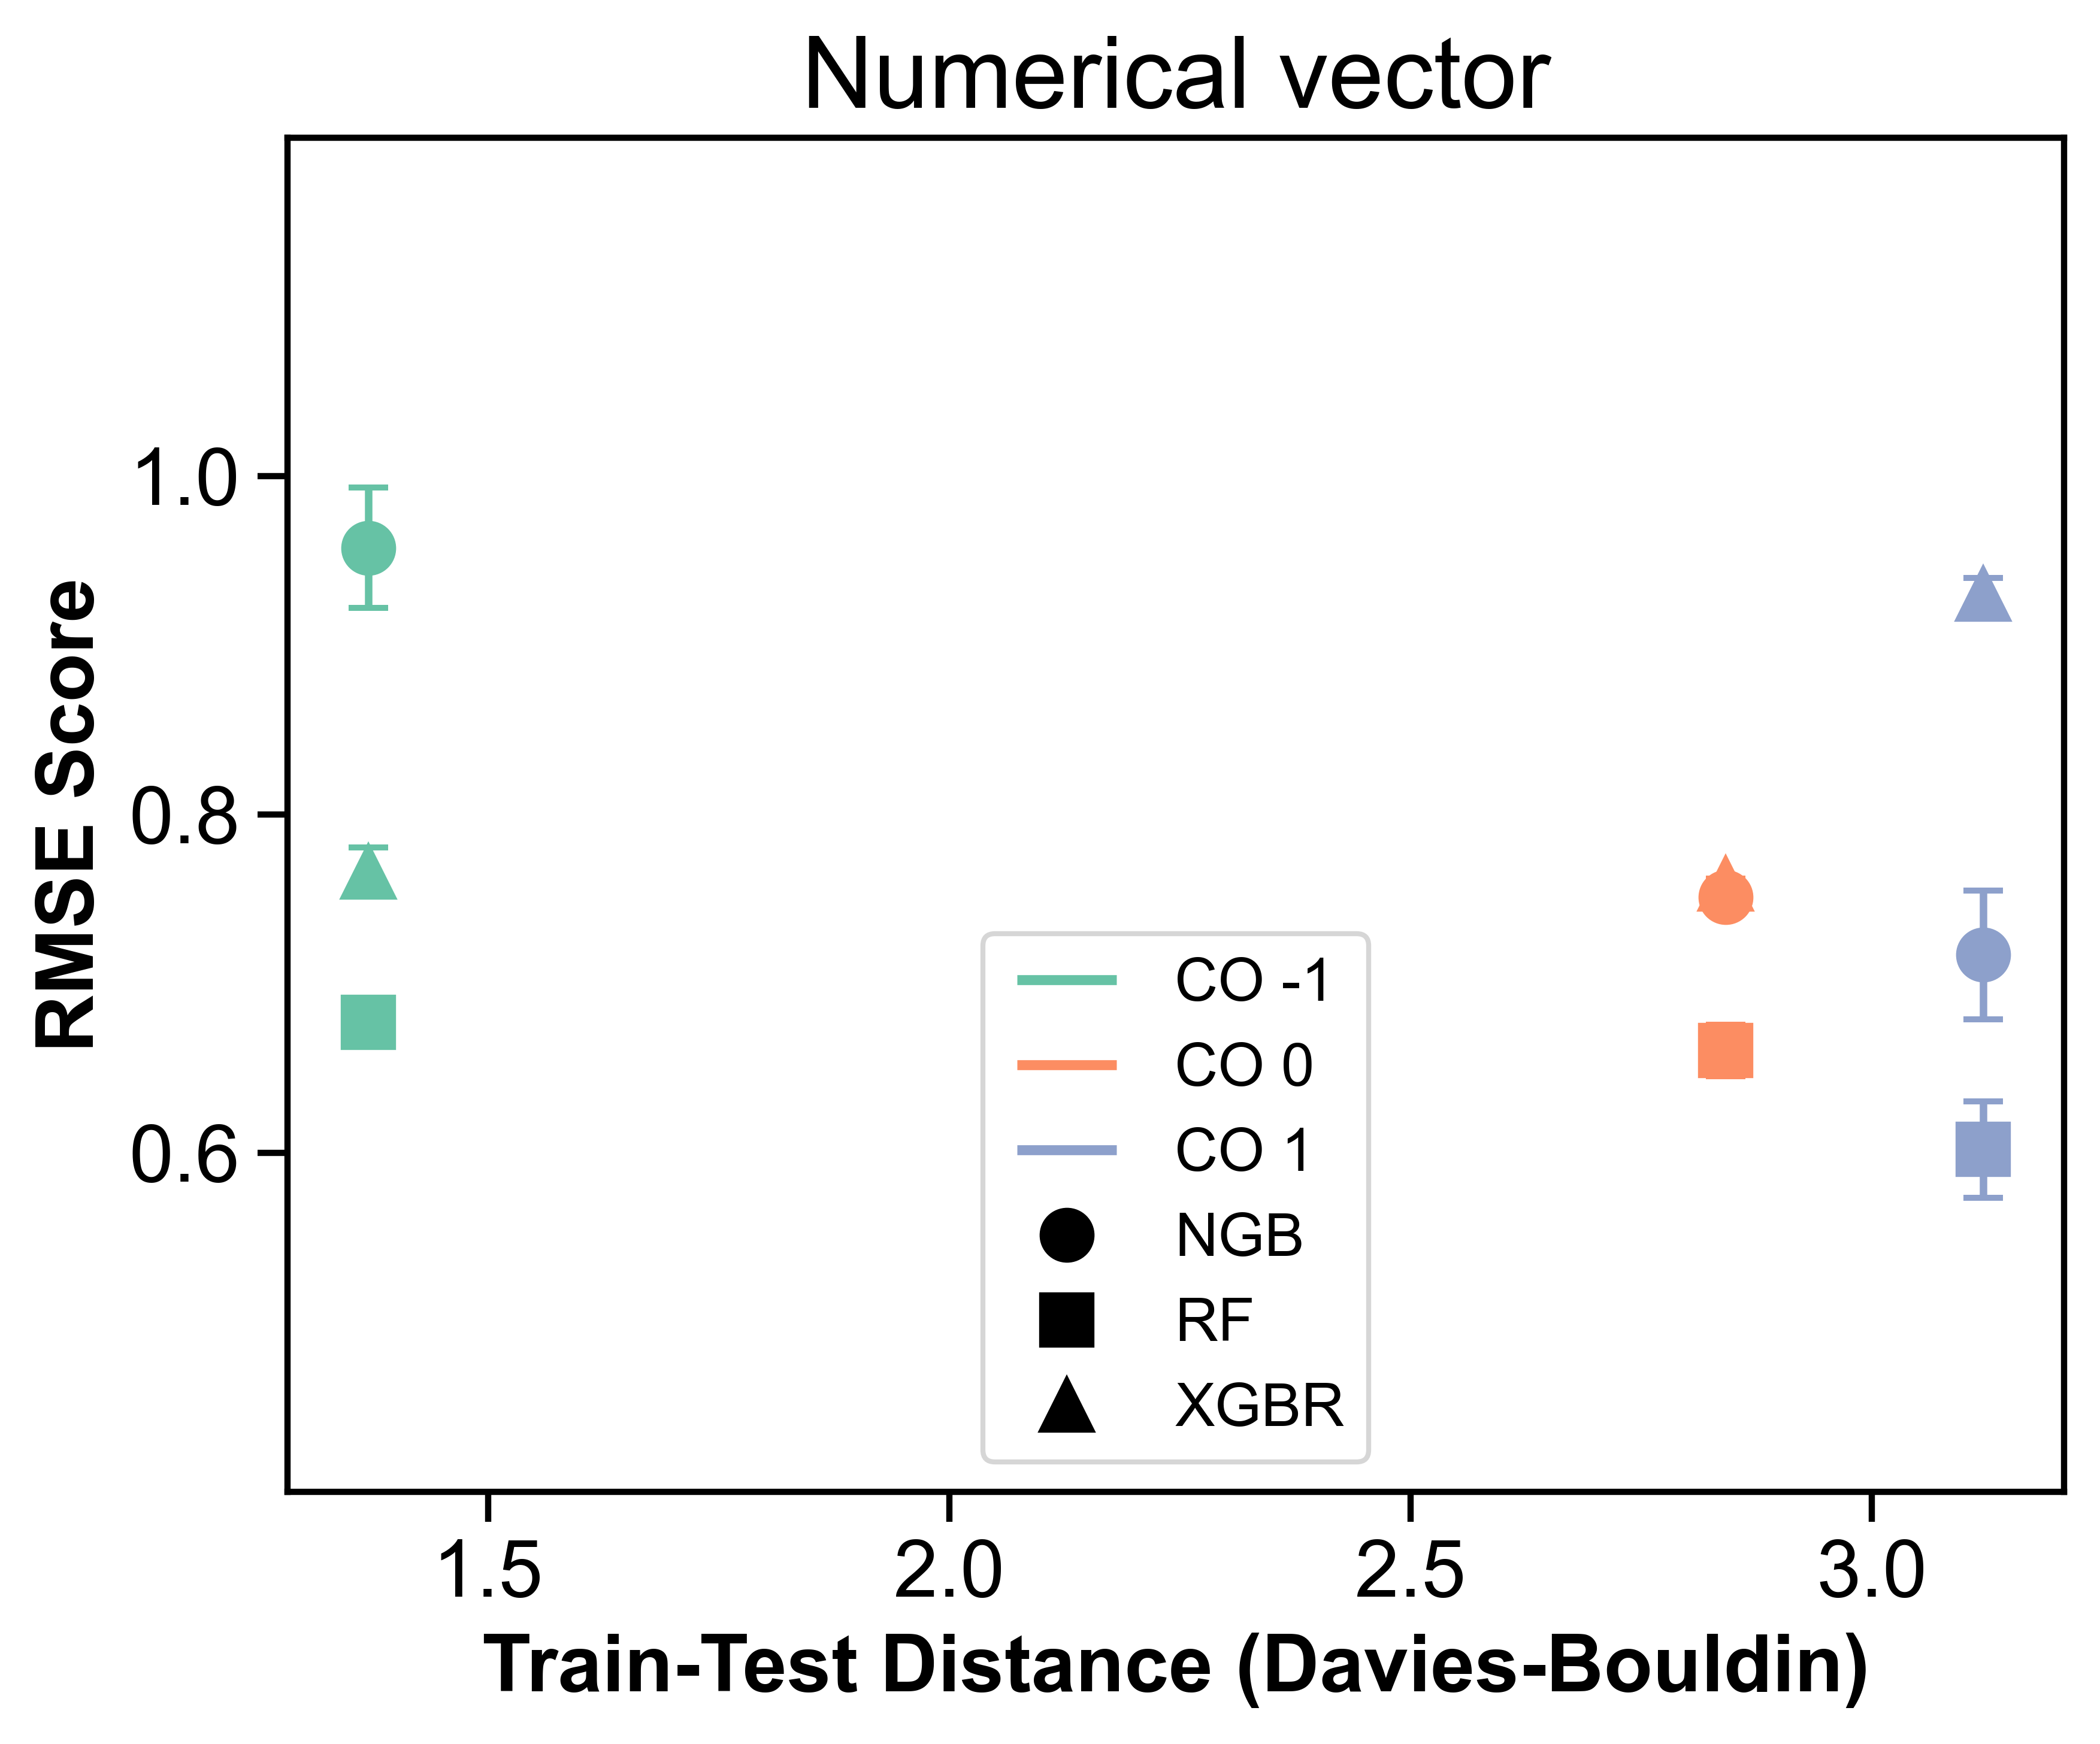 Numerical vector
RMSE Score
1.0
0.8
0.6
CO -1
CO 0
CO 1
NGB
RF
XGBR
1.5 2.0 2.5 3.0
Train-Test Distance (Davies-Bouldin)